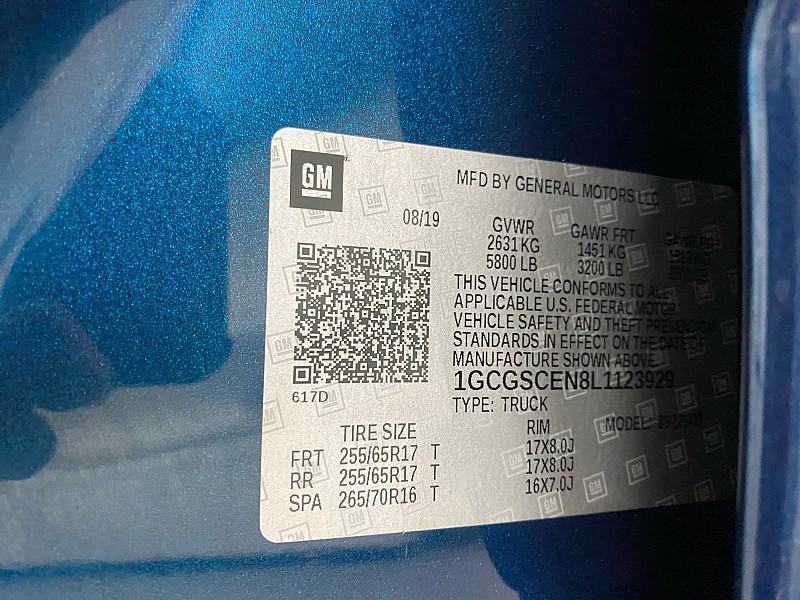 GM
MFD BY GENERAL MOTORS LLC
08/19
GVWR GAWR FRT
2631 KG 1451 KG
5800 LB 3200 LB
THIS VEHICLE CONFORMS TO ALL
APPLICABLE U.S. FEDERAL MOTOR
VEHICLE SAFETY AND THEFT PREVENTION
STANDARDS IN EFFECT ON THE DATE OF
MANUFACTURE SHOWN ABOVE.
1GCGSCEN8L1123929
617D
TYPE: TRUCK
MODEL:
TIRE SIZE RIM
FRT 255/65R17 T 17X8.0J
RR 255/65R17 T 17X8.0J
SPA 265/70R16 T 16X7.0J